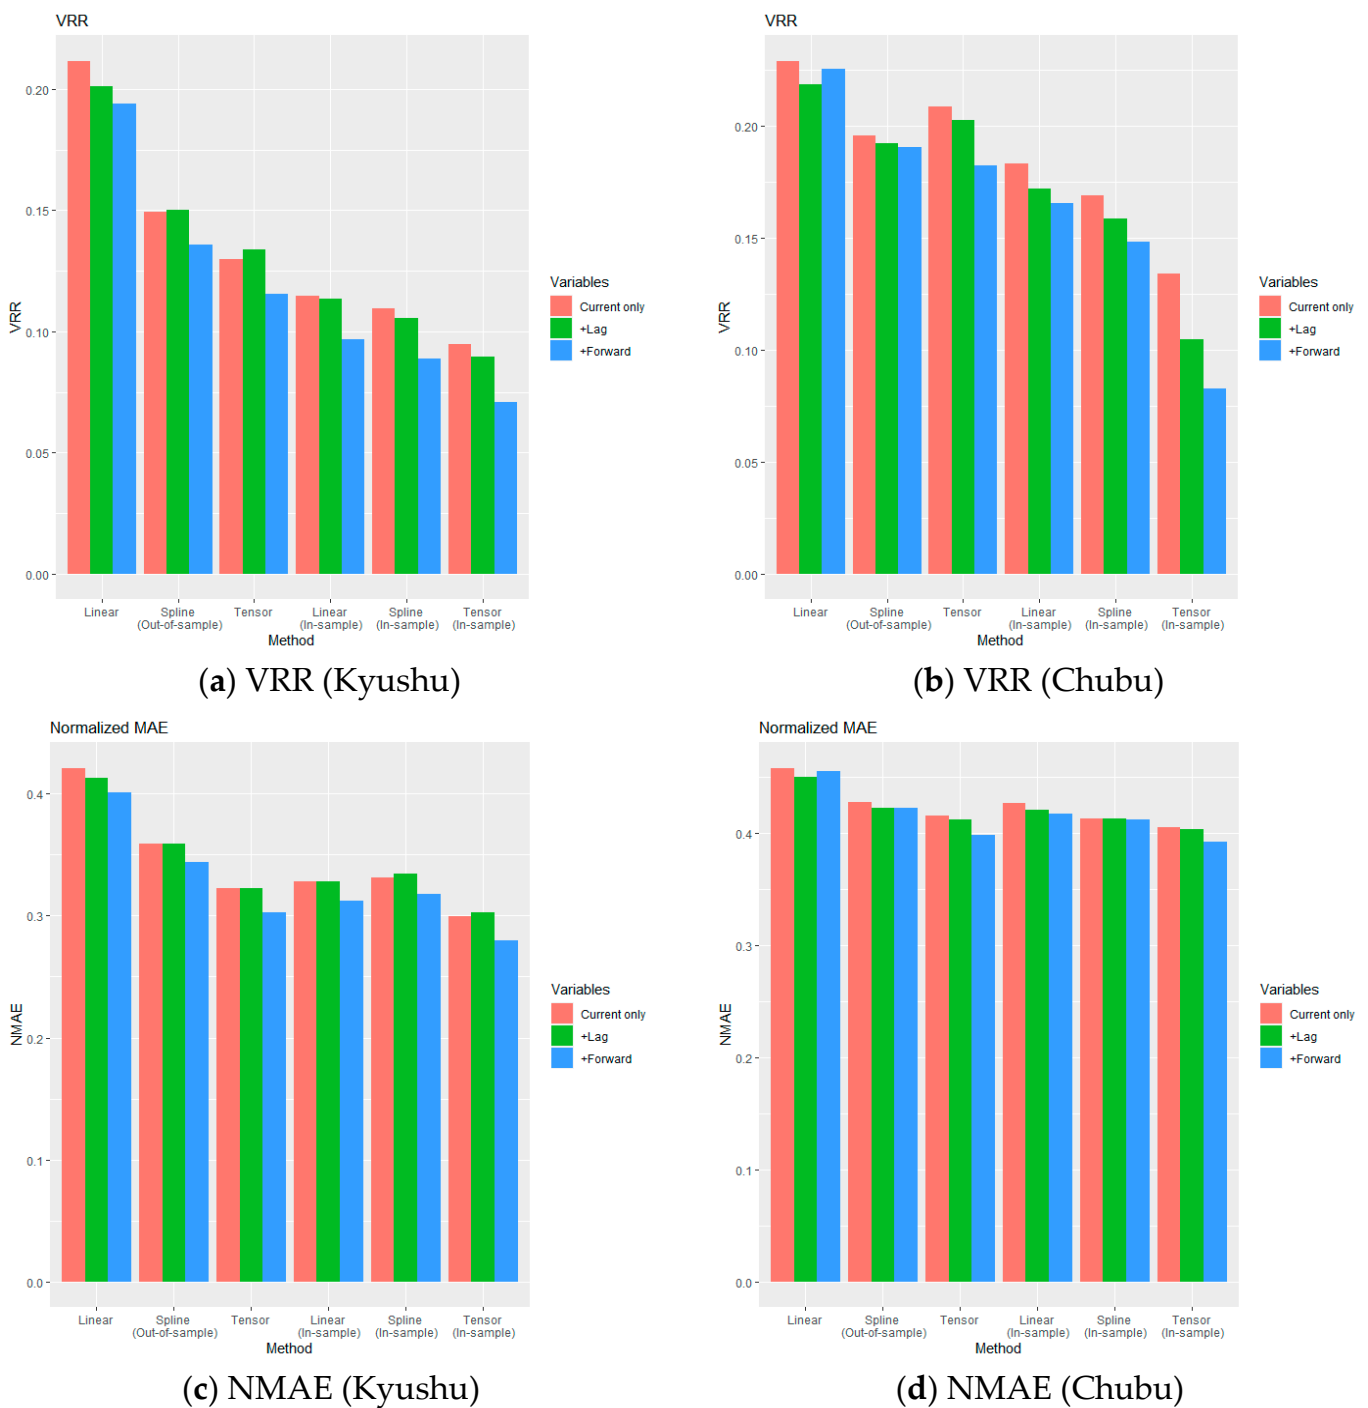 VRR
0.20
0.15
0.10
0.05
0.00
VRR
Linear Spline Tensor Linear Spline Tensor
(Out-of-sample) (In-sample) (In-sample) (In-sample)
Method
Variables
Current only
+Lag
+Forward
(a) VRR (Kyushu)
VRR
0.20
0.15
0.10
0.05
0.00
VRR
Linear Spline Tensor Linear Spline Tensor
(Out-of-sample) (In-sample) (In-sample) (In-sample)
Method
Variables
Current only
+Lag
+Forward
(b) VRR (Chubu)
Normalized MAE
0.4
0.3
0.2
0.1
0.0
NMAE
Linear Spline Tensor Linear Spline Tensor
(Out-of-sample) (In-sample) (In-sample) (In-sample)
Method
Variables
Current only
+Lag
+Forward
(c) NMAE (Kyushu)
Normalized MAE
0.4
0.3
0.2
0.1
0.0
NMAE
Linear Spline Tensor Linear Spline Tensor
(Out-of-sample) (In-sample) (In-sample) (In-sample)
Method
Variables
Current only
+Lag
+Forward
(d) NMAE (Chubu)